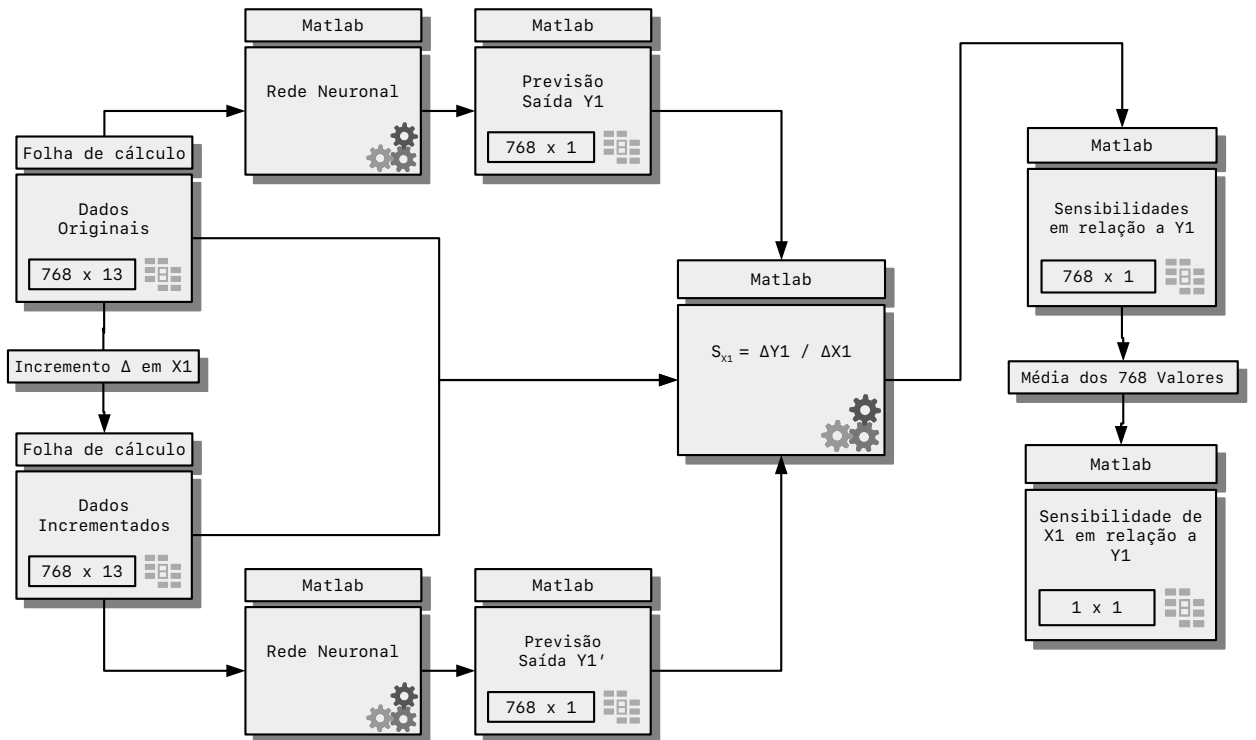 Matlab
Rede Neuronal
Matlab
Previsão
Saída Y1
768 x 1
Folha de cálculo
Dados
Originais
768 x 13
Incremento Δ em X1
Folha de cálculo
Dados
Incrementados
768 x 13
Matlab
Rede Neuronal
Matlab
Previsão
Saída Y1′
768 x 1
Matlab
S_X1 = ΔY1 / ΔX1
Matlab
Sensibilidades
em relação a Y1
768 x 1
Média dos 768 Valores
Matlab
Sensibilidade de
X1 em relação a
Y1
1 x 1